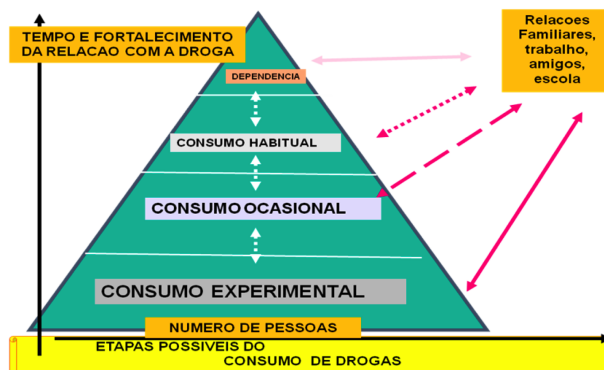 TEMPO E FORTALECIMENTO
DA RELACAO COM A DROGA
Relacoes
Familiares,
trabalho,
amigos,
escola
DEPENDENCIA
CONSUMO HABITUAL
CONSUMO OCASIONAL
CONSUMO EXPERIMENTAL
NUMERO DE PESSOAS
ETAPAS POSSIVEIS DO
CONSUMO DE DROGAS